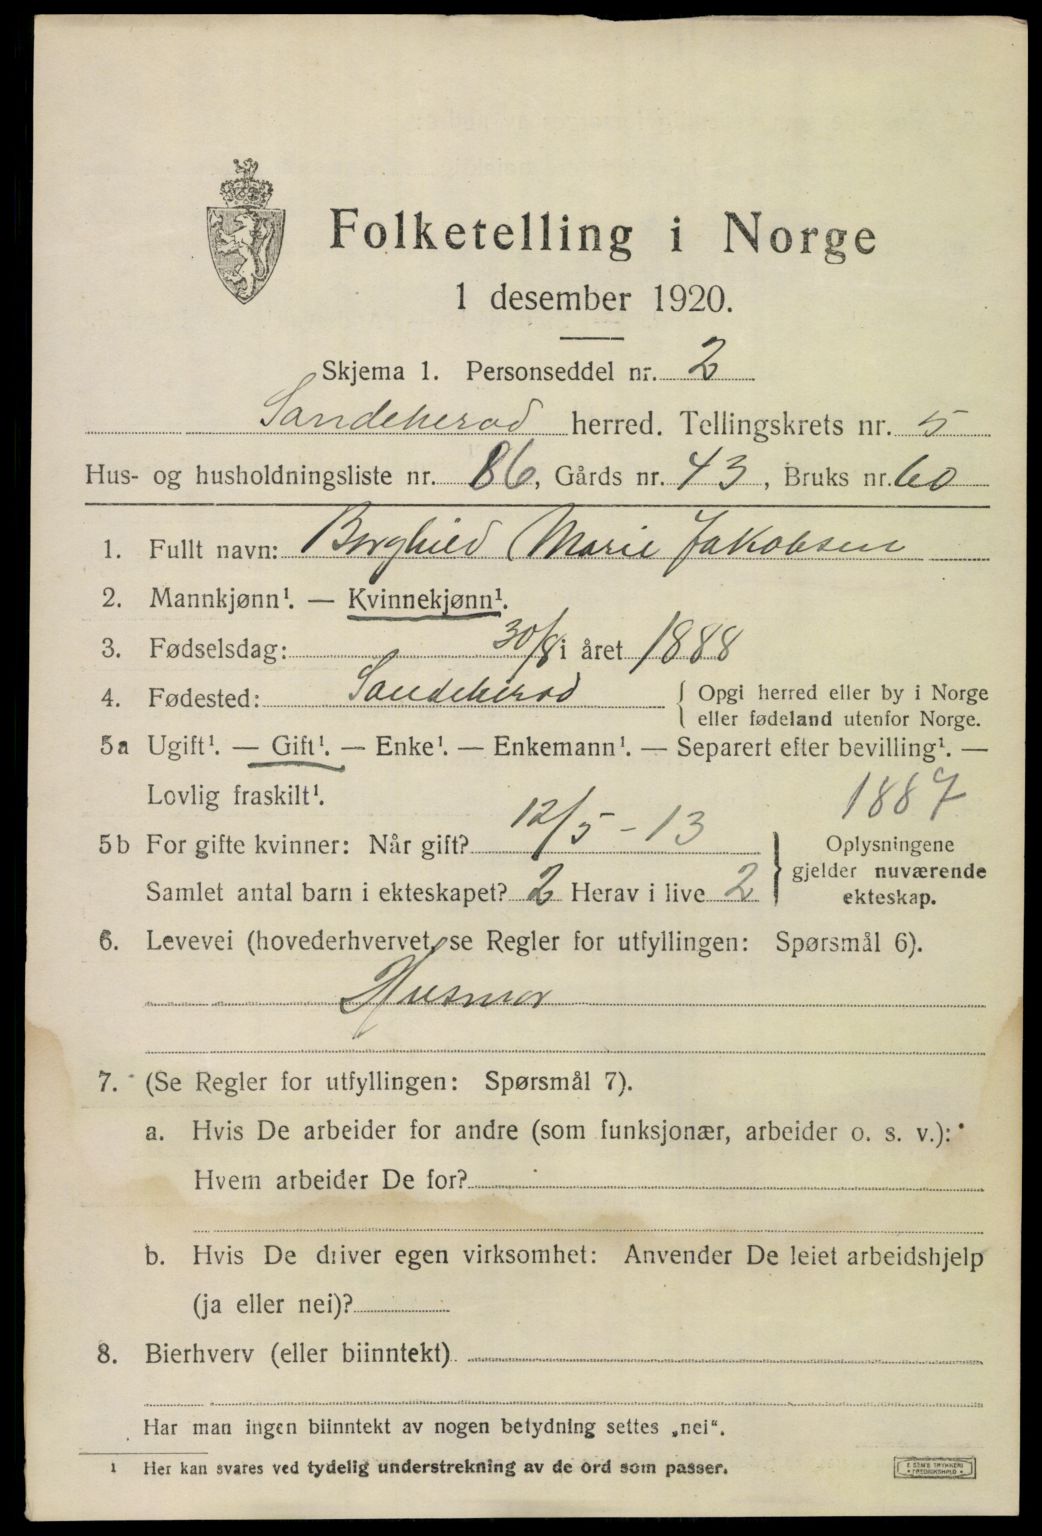 Folketelling i Norge
1 desember 1920.
Skjema 1. Personseddel nr. 2
Sandeherad herred. Tellingskrets nr. 5
Hus- og husholdningsliste nr. 86, Gårds nr. 43, Bruks nr. 60
1. Fullt navn: Borghild Marie Jakobsen
2. Mannkjønn¹. — Kvinnekjønn¹.
3. Fødselsdag: 30/8 i året 1888
4. Fødested: Sandeherad { Opgi herred eller by i Norge
eller fødeland utenfor Norge.
5a Ugift¹. — Gift¹. — Enke¹. — Enkemann¹. — Separert efter bevilling¹. —
Lovlig fraskilt¹.
1887
5b For gifte kvinner: Når gift? 12/5 - 13
Samlet antal barn i ekteskapet? 2 Herav i live 2
} Oplysningene
gjelder nuværende
ekteskap.
6. Levevei (hovederhvervet, se Regler for utfyllingen: Spørsmål 6).
Husmor
7. (Se Regler for utfyllingen: Spørsmål 7).
a. Hvis De arbeider for andre (som funksjonær, arbeider o. s. v.):
Hvem arbeider De for?
b. Hvis De driver egen virksomhet: Anvender De leiet arbeidshjelp
(ja eller nei)?
8. Bierhverv (eller biinntekt)
Har man ingen biinntekt av nogen betydning settes „nei“.
¹ Her kan svares ved tydelig understrekning av de ord som passer.